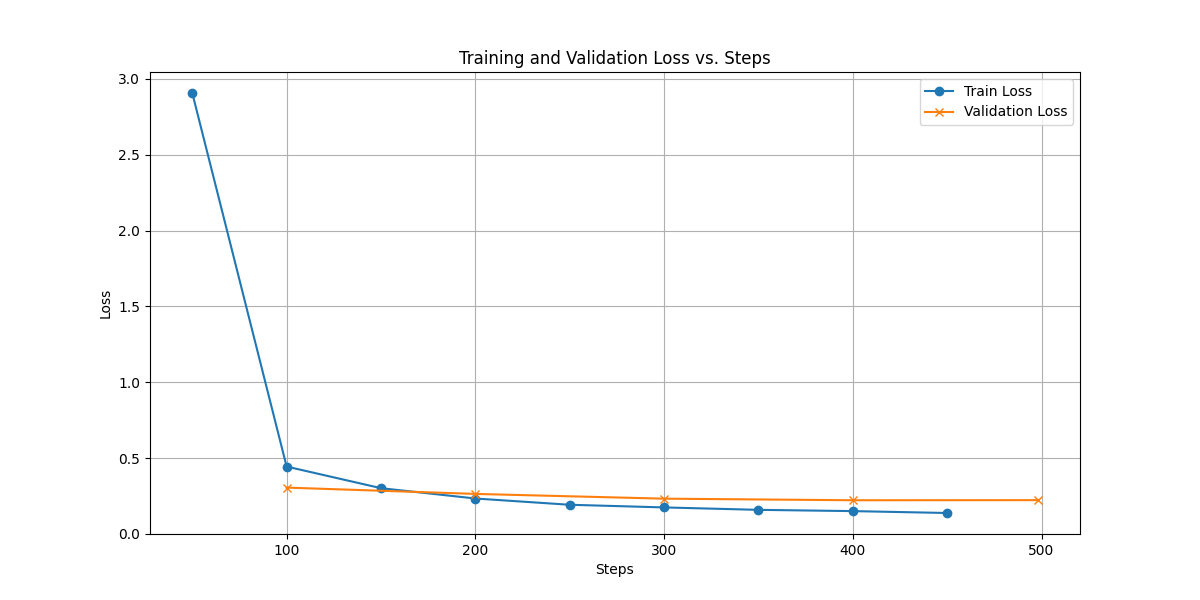 Training and Validation Loss vs. Steps
Train Loss
Validation Loss
3.0
2.5
2.0
1.5
1.0
0.5
0.0
Loss
100
200
300
400
500
Steps